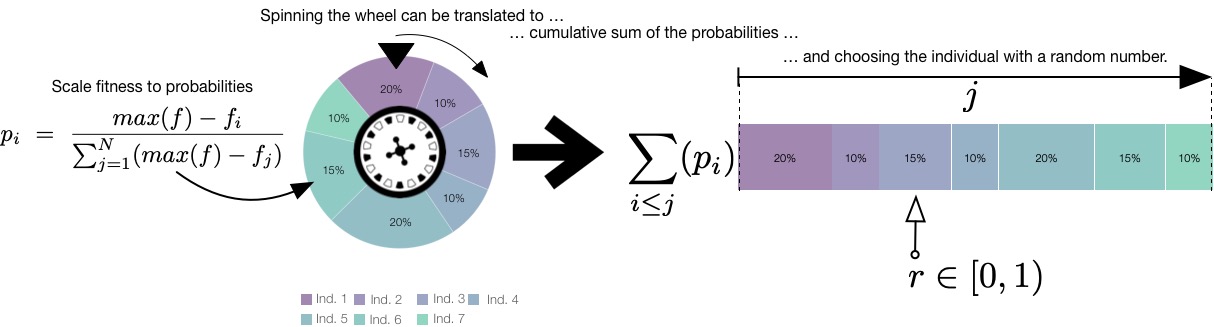 Spinning the wheel can be translated to …
… cumulative sum of the probabilities …
… and choosing the individual with a random number.
Scale fitness to probabilities
p_i = \frac{max(f) - f_i}{\sum_{j=1}^{N}(max(f) - f_j)}
20%
10%
15%
10%
20%
15%
10%
\sum_{i \leq j}(p_i)
j
20% 10% 15% 10% 20% 15% 10%
r ∈ [0, 1)
Ind. 1 Ind. 2 Ind. 3 Ind. 4
Ind. 5 Ind. 6 Ind. 7